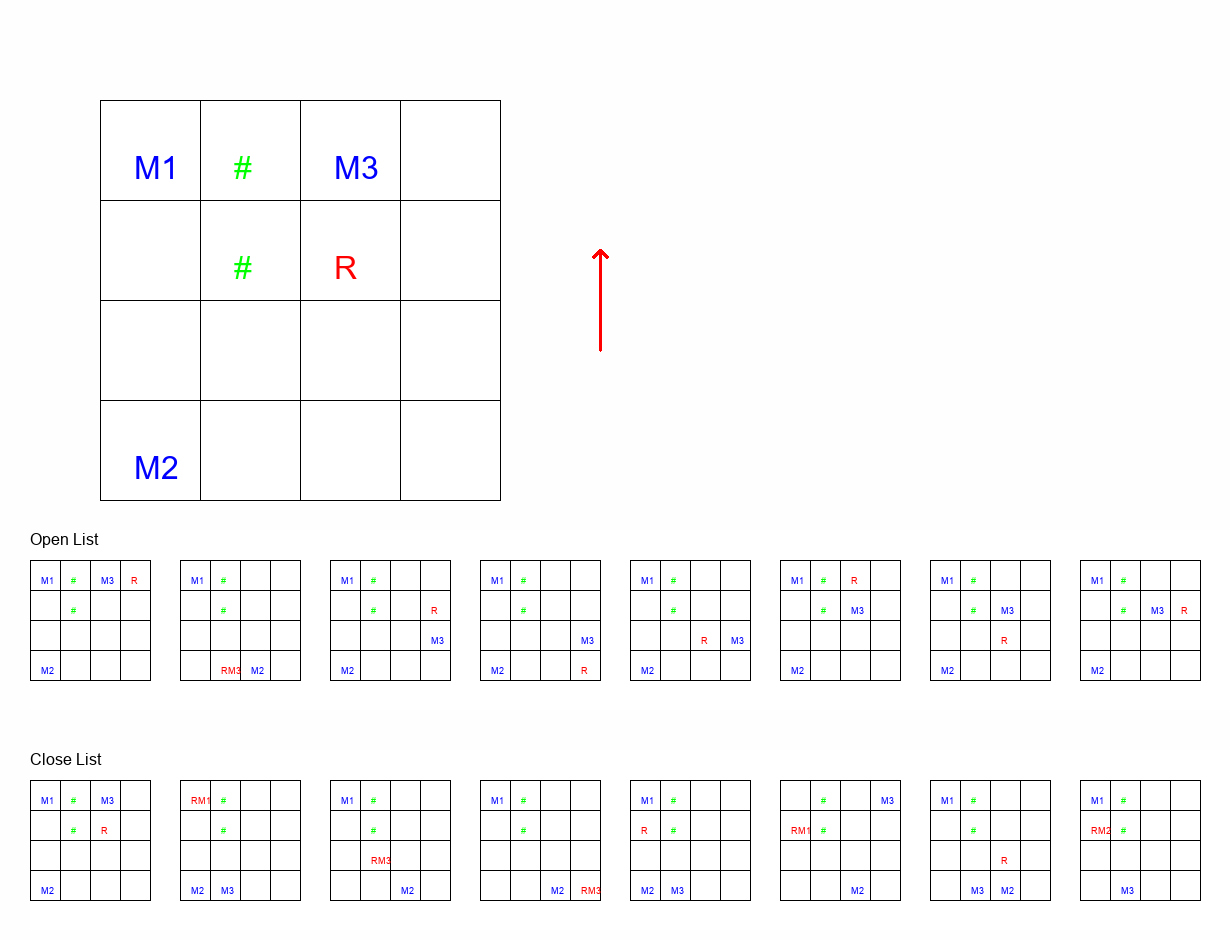 M1 # M3
# R
M2
Open List
M1 # M3 R M1 # M1 # M1 # M1 # M1 # R M1 # M1 #
# # # R # # # M3 # M3 # M3 R
M3 M3 R M3 R
M2 RM3 M2 M2 M2 R M2 M2 M2 M2
Close List
M1 # M3 RM1 # M1 # M1 # M1 # # M3 M1 # M1 #
# R # # # R # RM1 # # RM2 #
RM3 R
M2 M2 M3 M2 M2 RM3 M2 M3 M2 M3 M2 M3